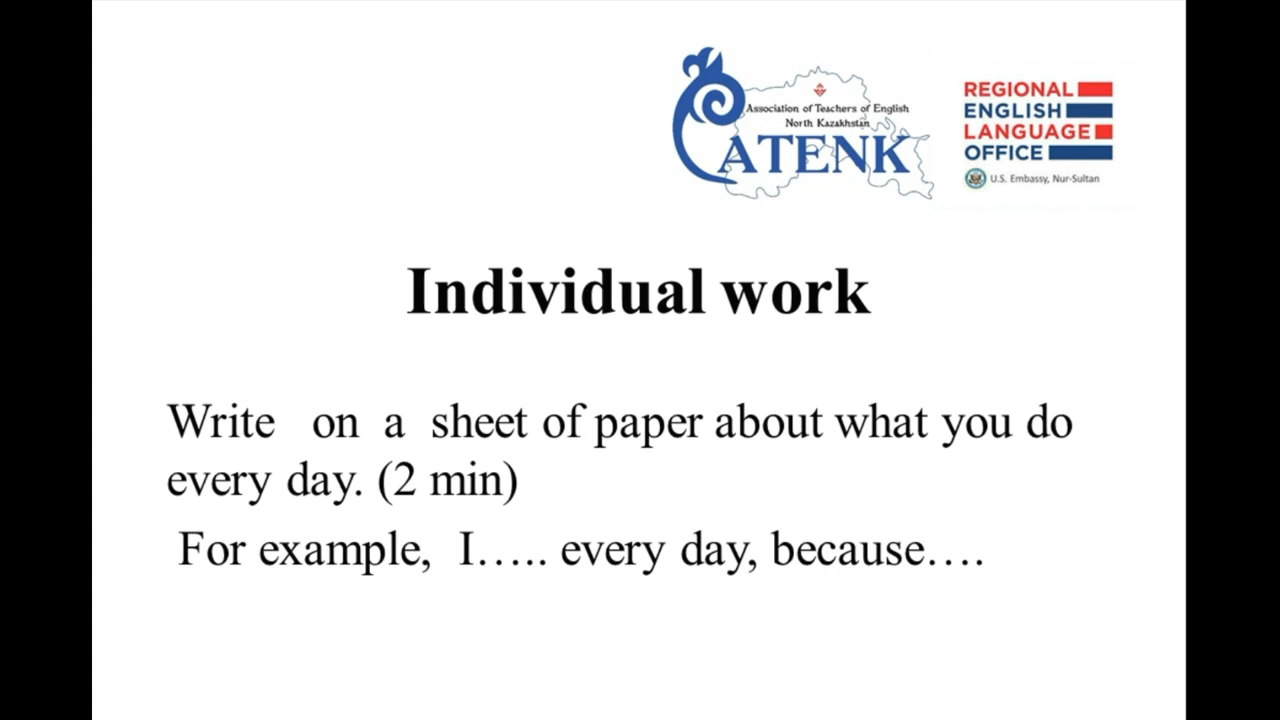 Association of Teachers of English
North Kazakhstan
ATENK
REGIONAL
ENGLISH
LANGUAGE
OFFICE
U.S. Embassy, Nur-Sultan
Individual work
Write on a sheet of paper about what you do
every day. (2 min)
For example, I….. every day, because….